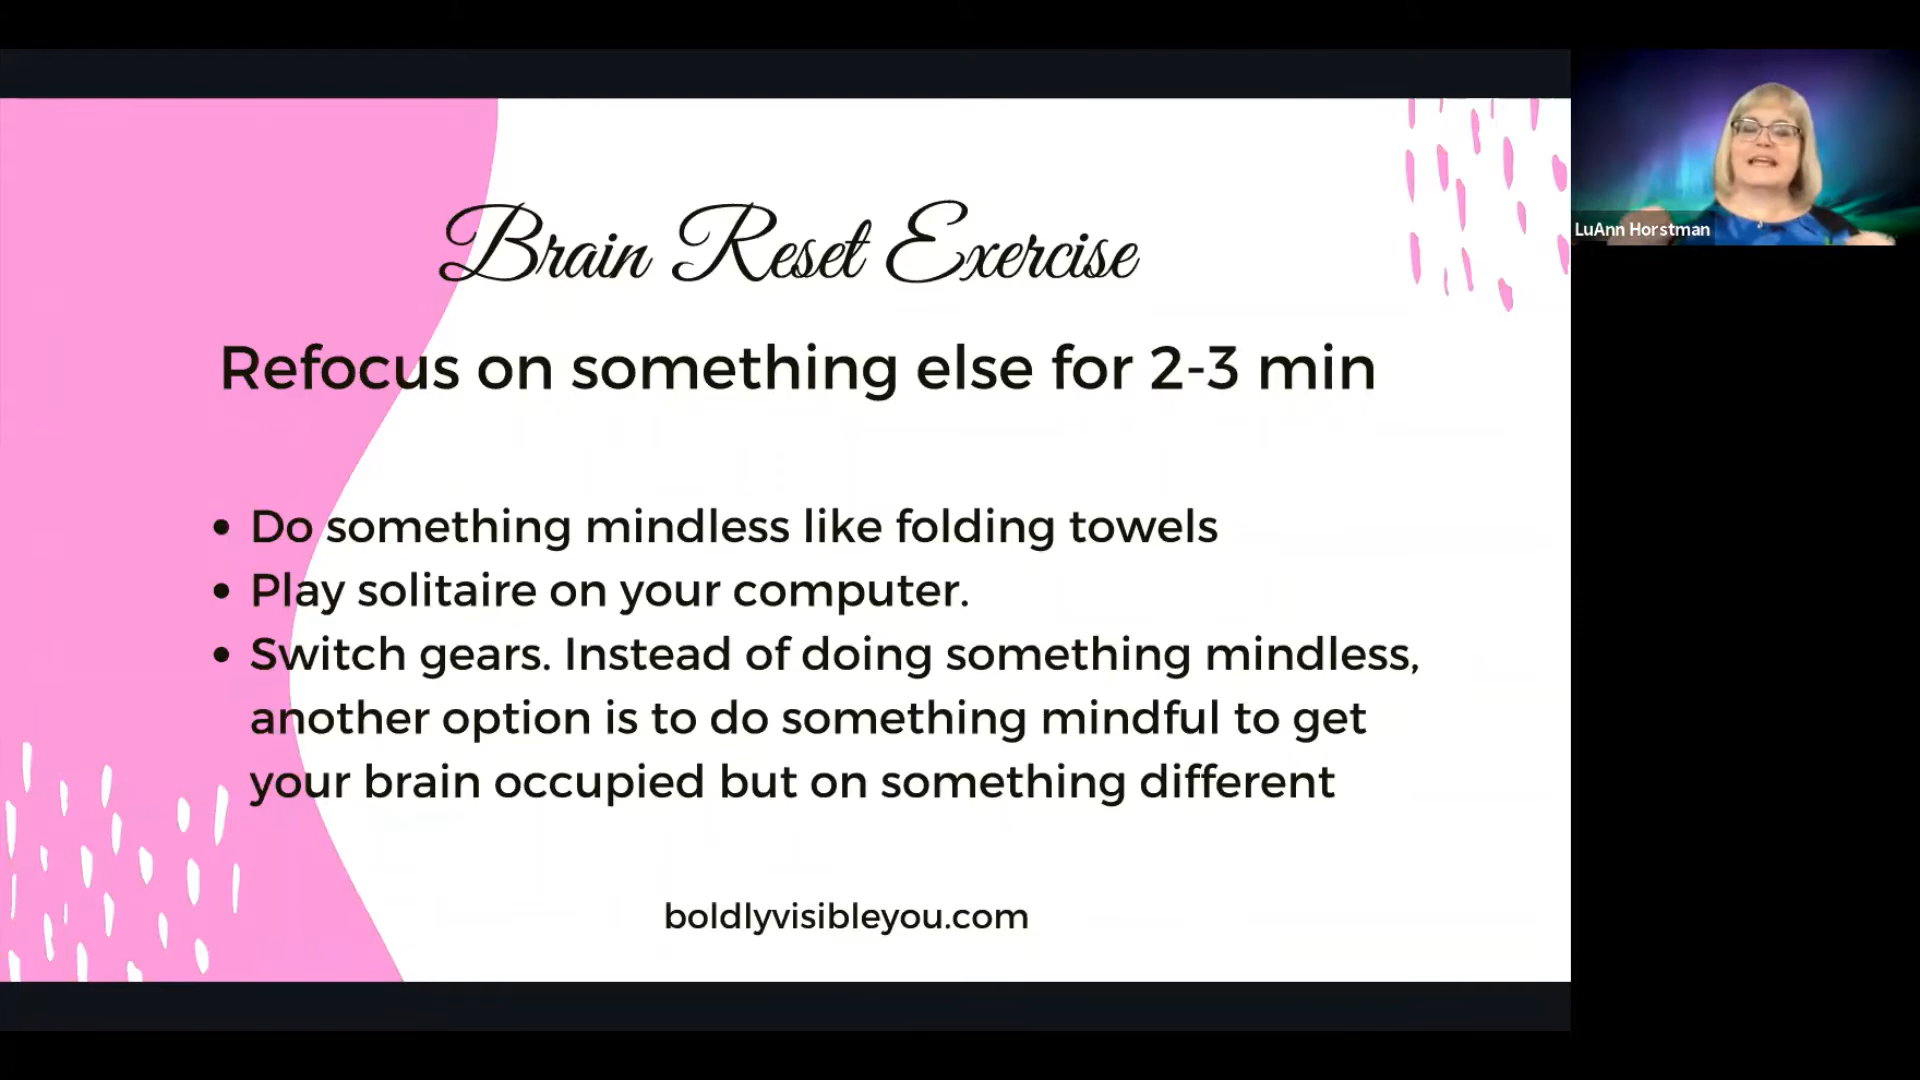 Brain Reset Exercise
Refocus on something else for 2-3 min
• Do something mindless like folding towels
• Play solitaire on your computer.
• Switch gears. Instead of doing something mindless,
another option is to do something mindful to get
your brain occupied but on something different
boldlyvisibleyou.com
LuAnn Horstman